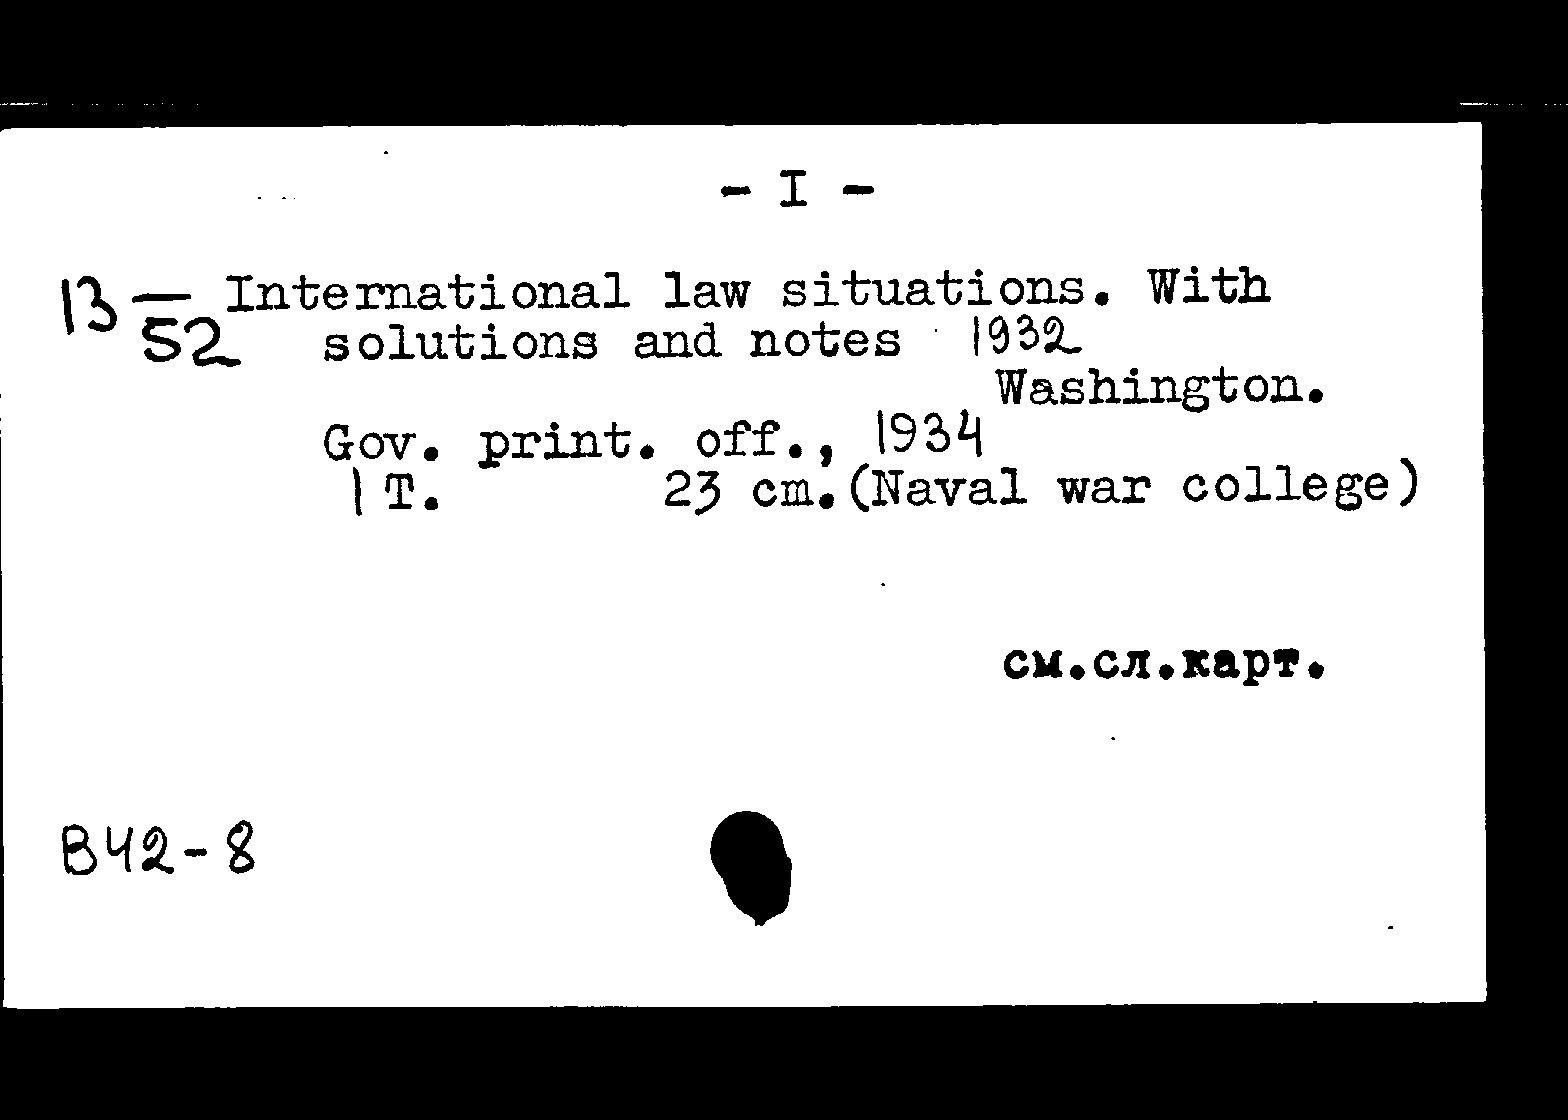 - I -
13 — International law situations. With
52 solutions and notes 1932
Washington.
Gov. print. off., 1934
1 T. 23 cm. (Naval war college)
см.сл.карт.
B42-8